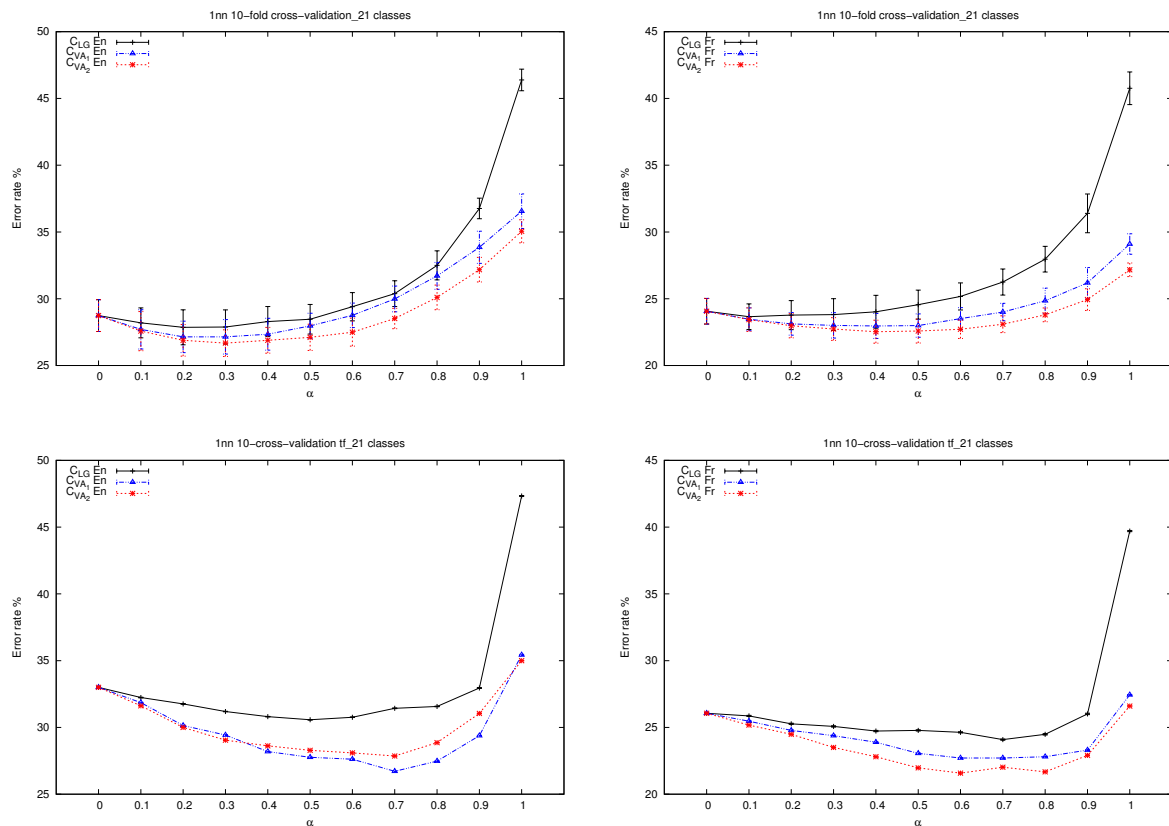 1nn 10−fold cross−validation_21 classes
C_LG En
C_VA_1 En
C_VA_2 En
Error rate %
50
45
40
35
30
25
0 0.1 0.2 0.3 0.4 0.5 0.6 0.7 0.8 0.9 1
α
1nn 10−fold cross−validation_21 classes
C_LG Fr
C_VA_1 Fr
C_VA_2 Fr
Error rate %
45
40
35
30
25
20
0 0.1 0.2 0.3 0.4 0.5 0.6 0.7 0.8 0.9 1
α
1nn 10−cross−validation tf_21 classes
C_LG En
C_VA_1 En
C_VA_2 En
Error rate %
50
45
40
35
30
25
0 0.1 0.2 0.3 0.4 0.5 0.6 0.7 0.8 0.9 1
α
1nn 10−cross−validation tf_21 classes
C_LG Fr
C_VA_1 Fr
C_VA_2 Fr
Error rate %
45
40
35
30
25
20
0 0.1 0.2 0.3 0.4 0.5 0.6 0.7 0.8 0.9 1
α